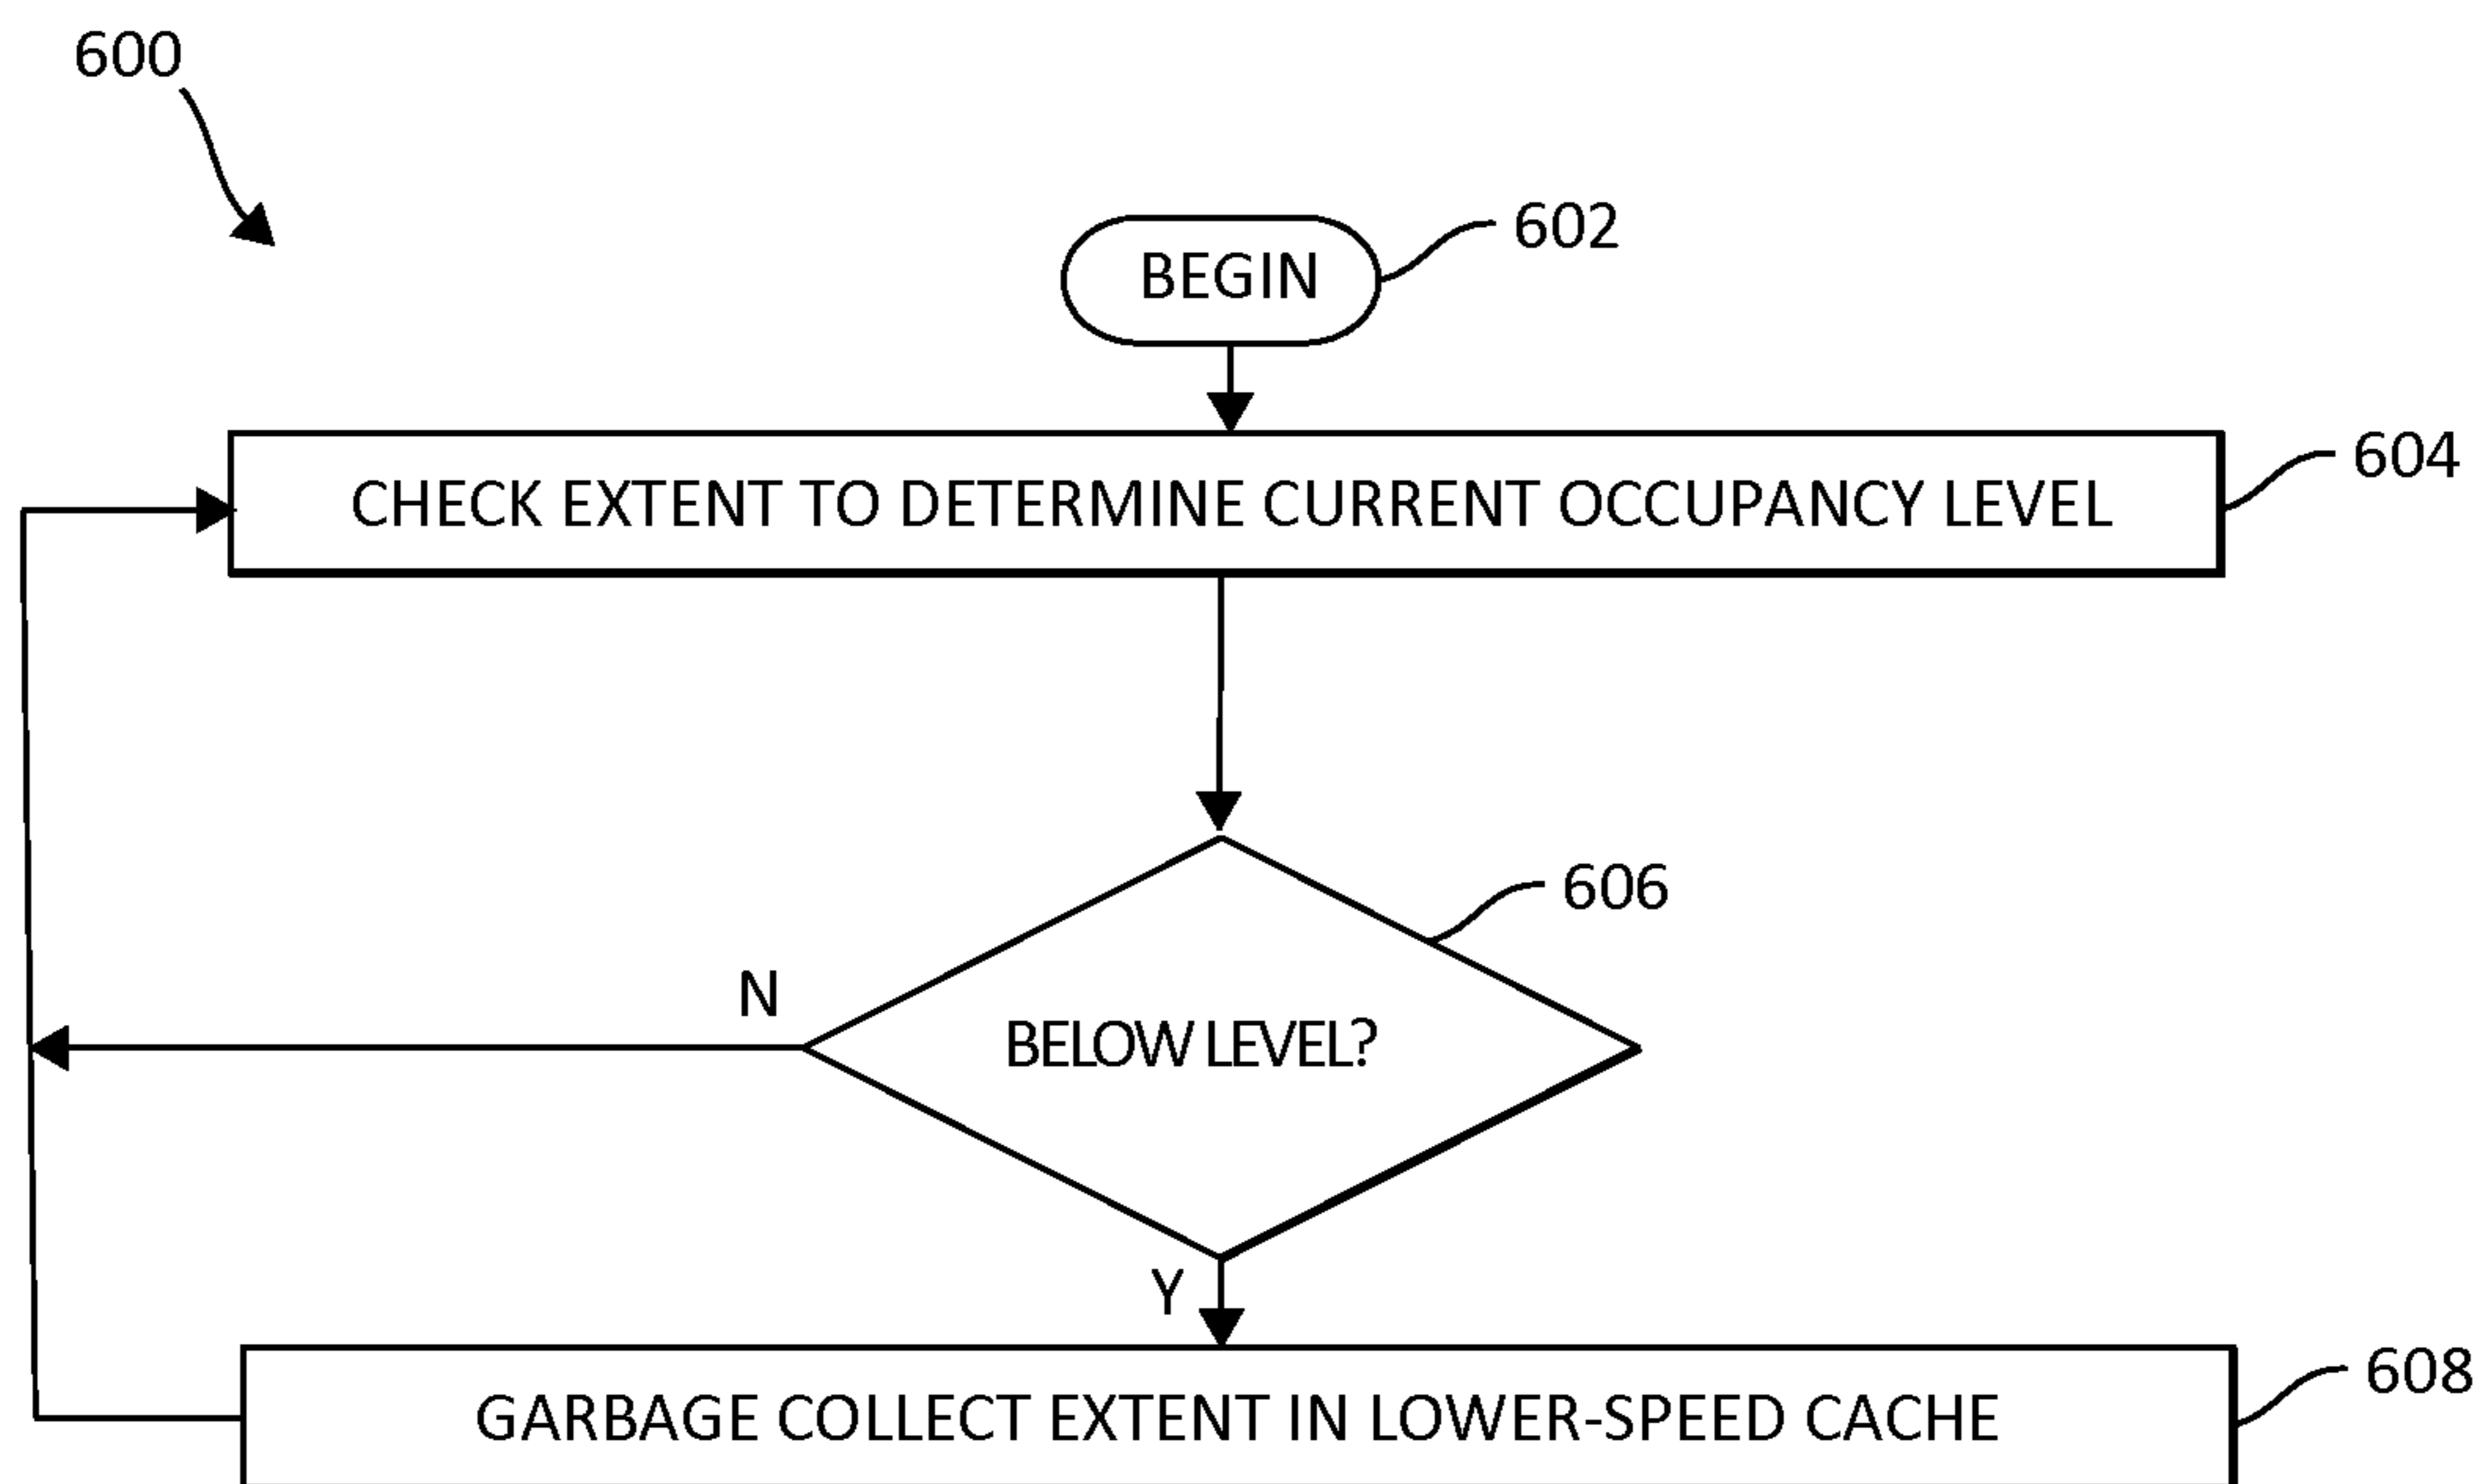 600
BEGIN
602
CHECK EXTENT TO DETERMINE CURRENT OCCUPANCY LEVEL
604
606
N
BELOW LEVEL?
Y
GARBAGE COLLECT EXTENT IN LOWER-SPEED CACHE
608